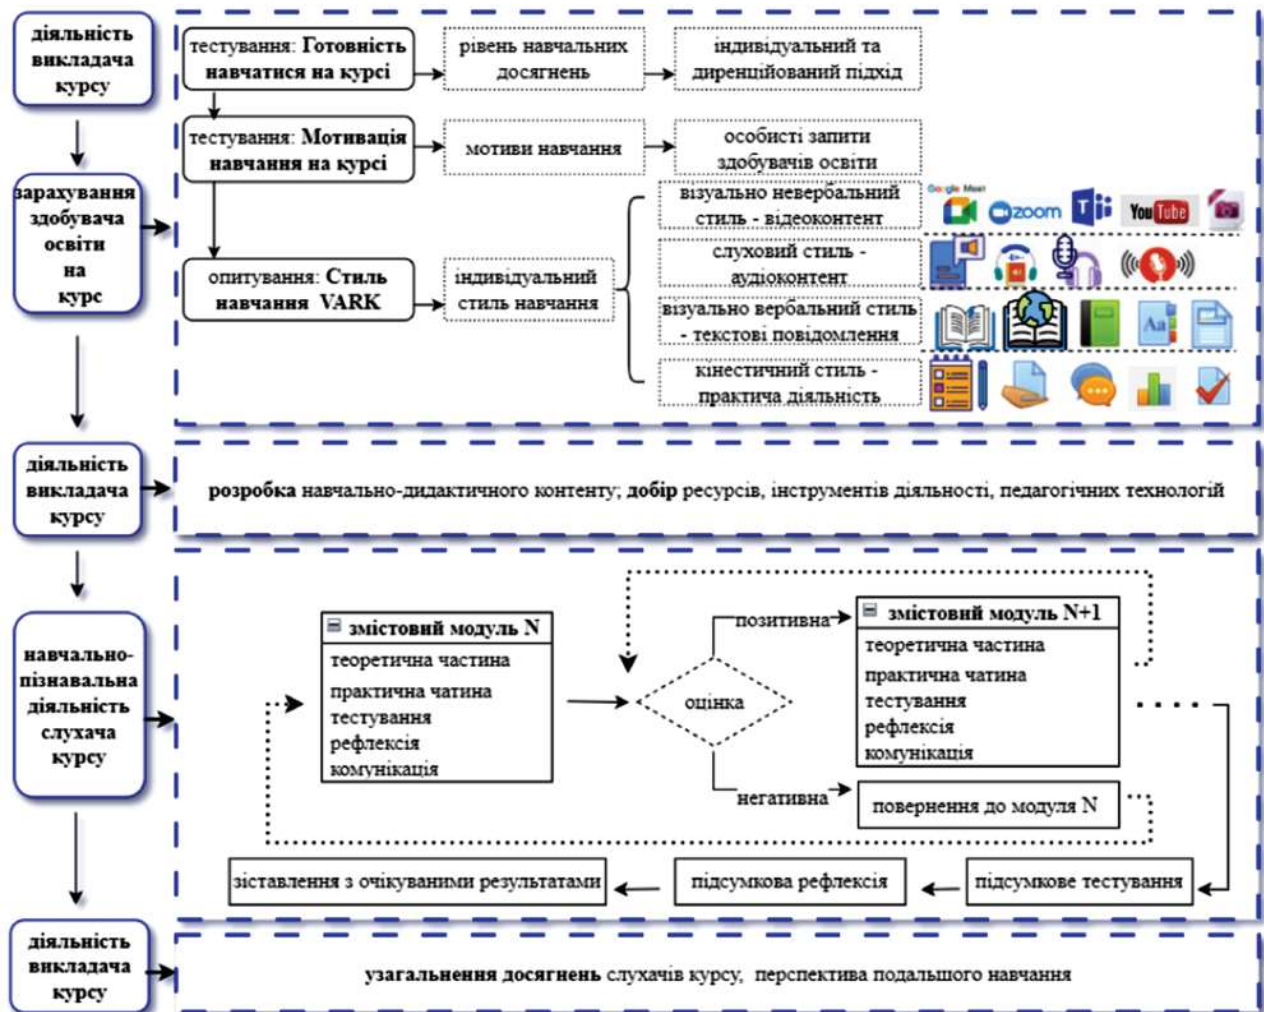 діяльність
викладача
курсу
тестування: Готовність
навчатися на курсі
рівень навчальних
досягнень
індивідуальний та
диренційований підхід
тестування: Мотивація
навчання на курсі
мотиви навчання
особисті запити
здобувачів освіти
зарахування
здобувача
освіти
на
курс
опитування: Стиль
навчання VARK
індивідуальний
стиль навчання
візуально невербальний
стиль - відеоконтент
Google Meet
zoom
T
YouTube
слуховий стиль -
аудіоконтент
візуально вербальний стиль
- текстові повідомлення
Aa
кінестичний стиль -
практича діяльність
діяльність
викладача
курсу
розробка навчально-дидактичного контенту; добір ресурсів, інструментів діяльності, педагогічних технологій
навчально-
пізнавальна
діяльність
слухача
курсу
змістовий модуль N
теоретична частина
практична чатина
тестування
рефлексія
комунікація
оцінка
позитивна
негативна
змістовий модуль N+1
теоретична частина
практична чатина
тестування
рефлексія
комунікація
повернення до модуля N
зіставлення з очікуваними результатами
підсумкова рефлексія
підсумкове тестування
діяльність
викладача
курсу
узагальнення досягнень слухачів курсу, перспектива подальшого навчання